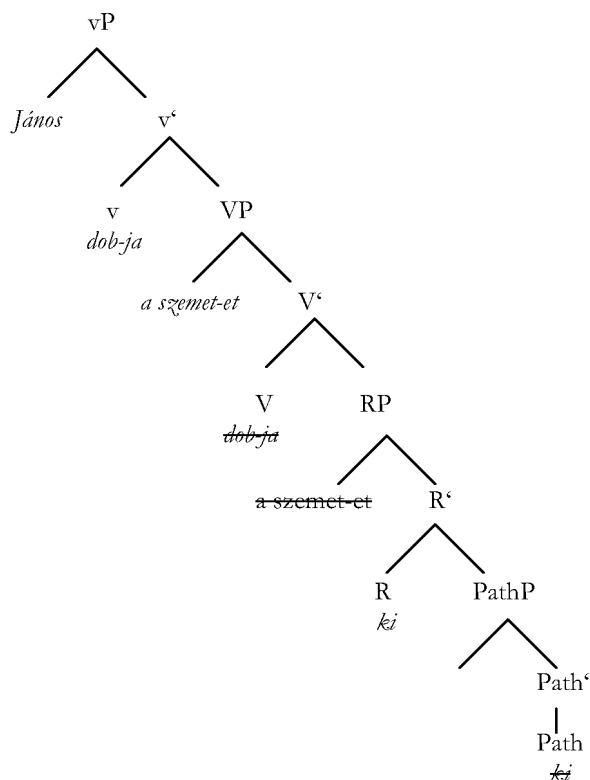 vP
János
v‘
v
VP
dob-ja
a szemet-et
V‘
V
RP
dob-ja
a szemet-et
R‘
R
PathP
ki
Path‘
Path
ki